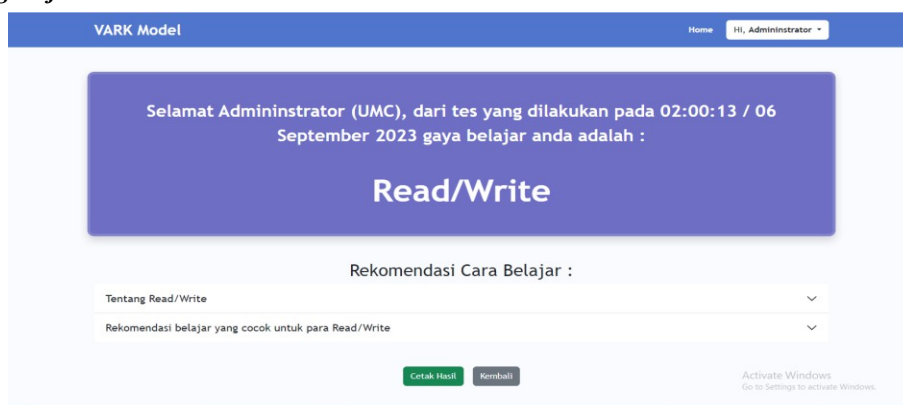 VARK Model
Home
Hi, Admininstrator
Selamat Admininstrator (UMC), dari tes yang dilakukan pada 02:00:13 / 06
September 2023 gaya belajar anda adalah :
Read/Write
Rekomendasi Cara Belajar :
Tentang Read/Write
Rekomendasi belajar yang cocok untuk para Read/Write
Cetak Hasil
Kembali
Activate Windows
Go to Settings to activate Windows.